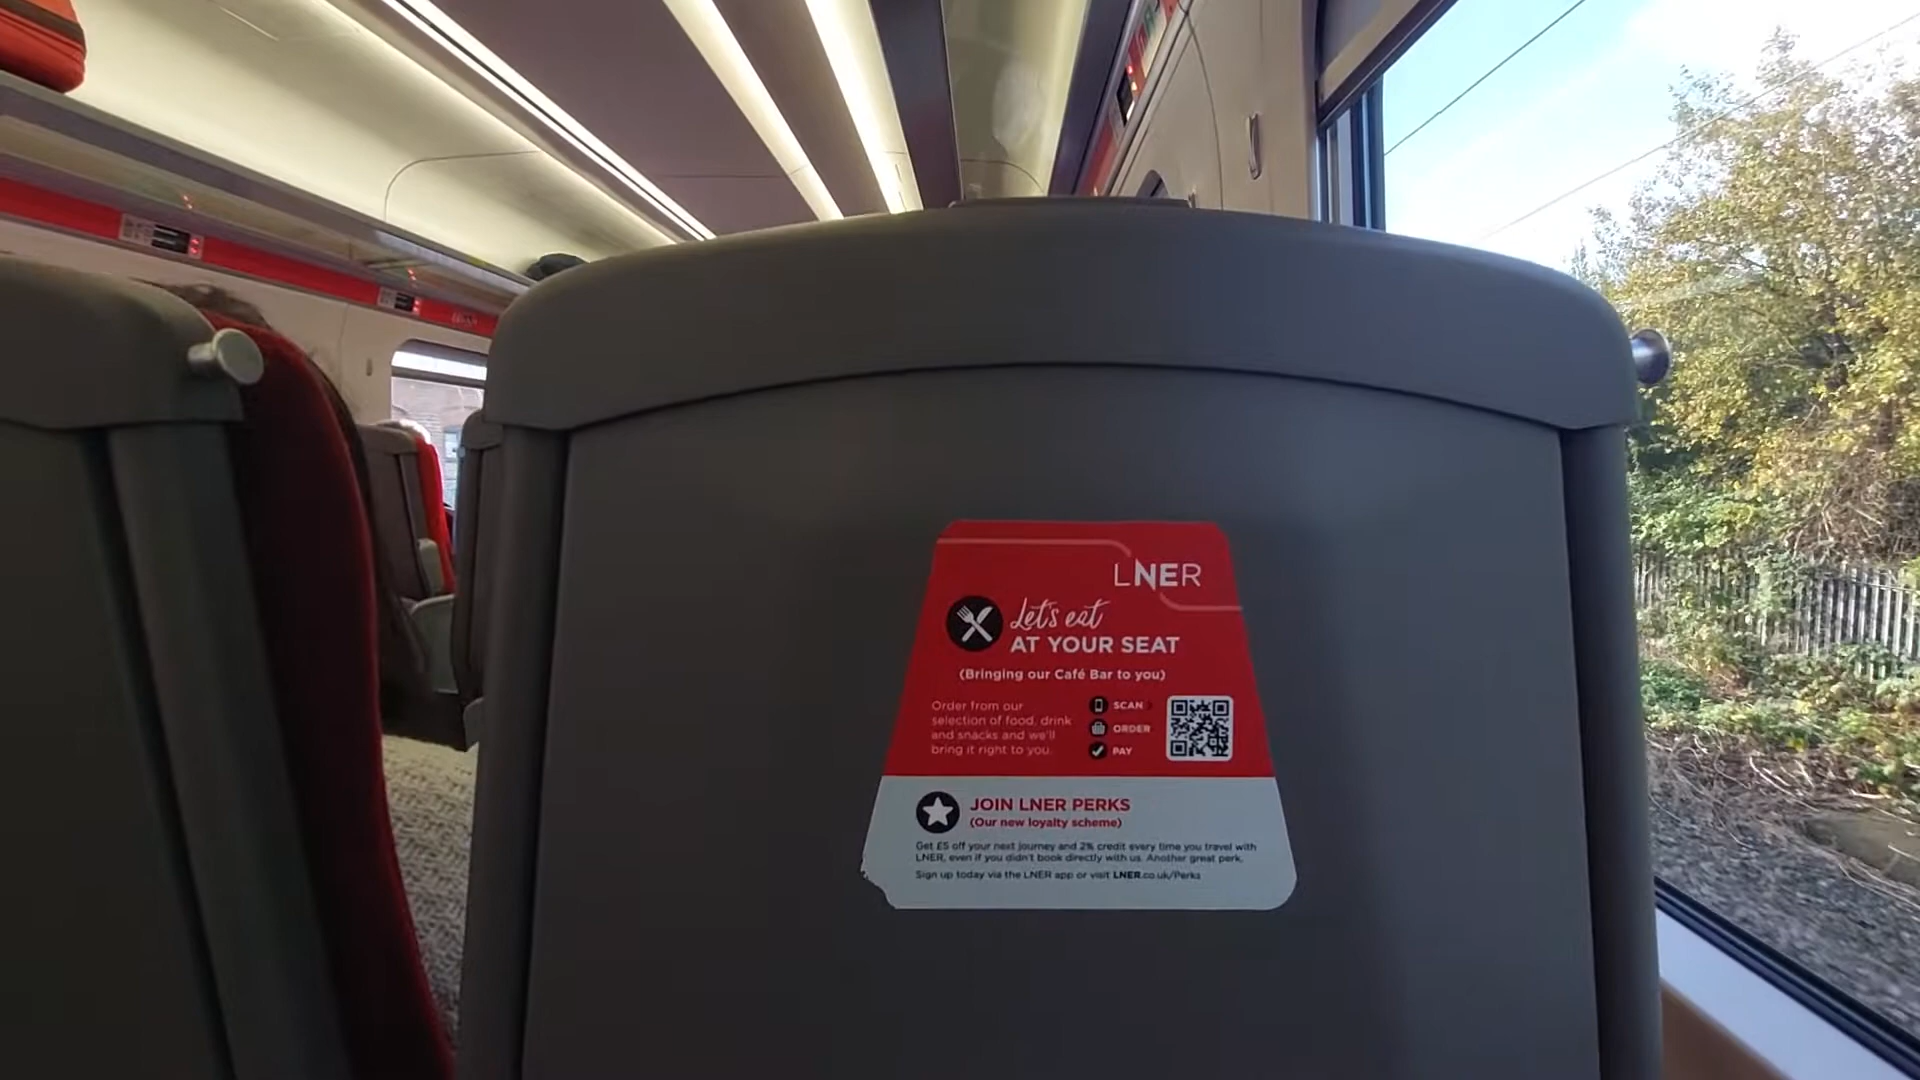 LNER
Let's eat
AT YOUR SEAT
(Bringing our Café Bar to you)
Order from our
selection of food, drink
and snacks and we'll
bring it right to you.
SCAN
ORDER
PAY
JOIN LNER PERKS
(Our new loyalty scheme)
Get £5 off your next journey and 2% credit every time you travel with
LNER, even if you didn't book directly with us. Another great perk.
Sign up today via the LNER app or visit LNER.co.uk/Perks